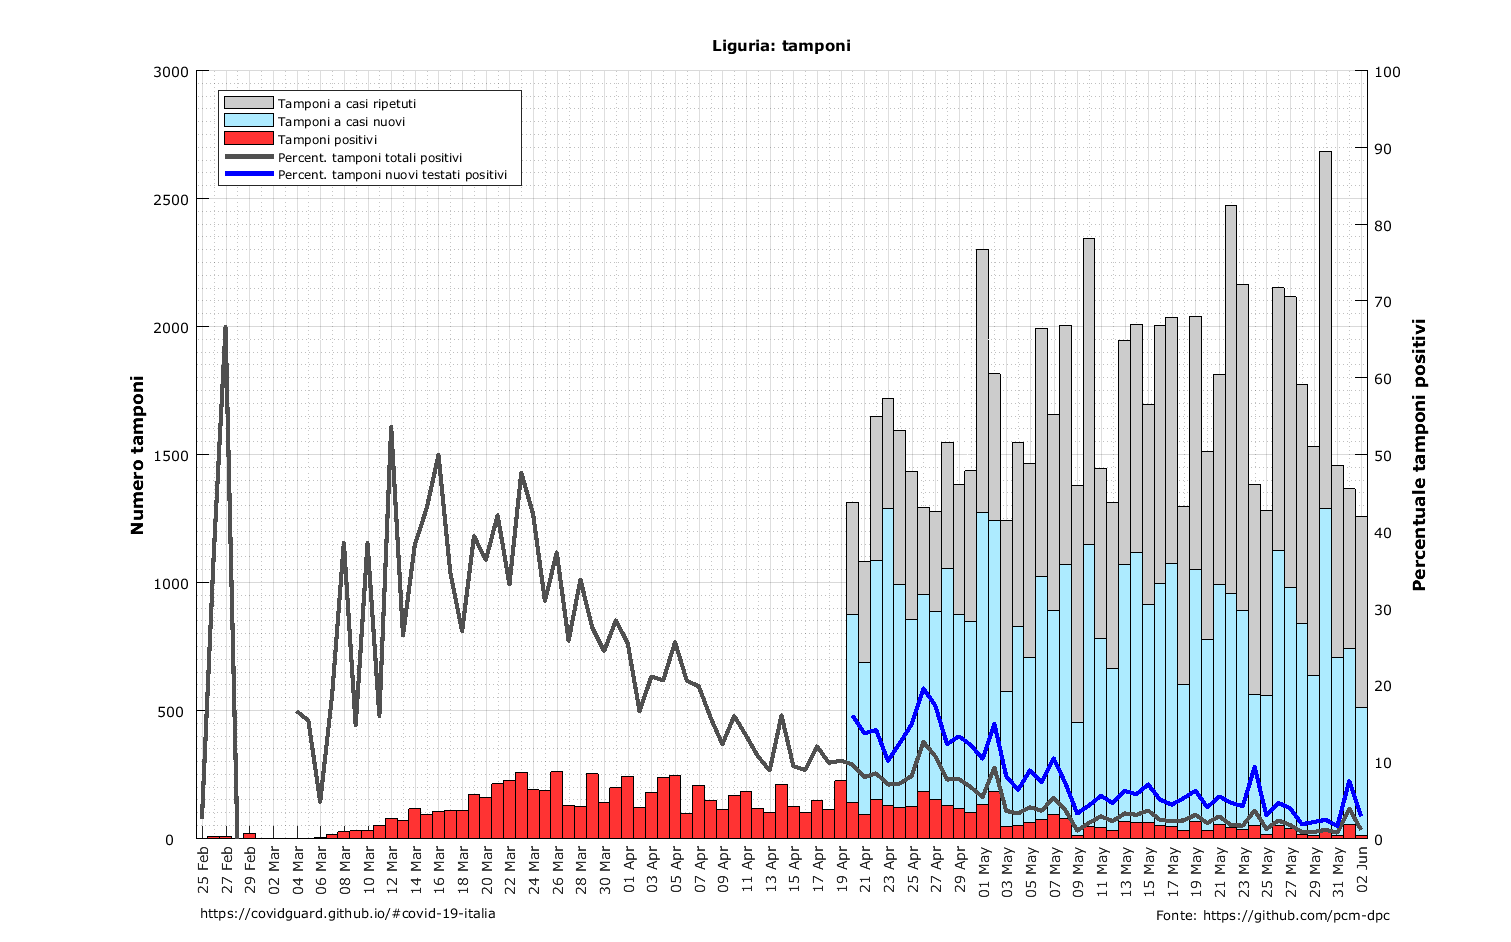 Liguria: tamponi
3000
2500
2000
1500
1000
500
0
Numero tamponi
Tamponi a casi ripetuti
Tamponi a casi nuovi
Tamponi positivi
Percent. tamponi totali positivi
Percent. tamponi nuovi testati positivi
100
90
80
70
60
50
40
30
20
10
0
Percentuale tamponi positivi
25 Feb
27 Feb
29 Feb
02 Mar
04 Mar
06 Mar
08 Mar
10 Mar
12 Mar
14 Mar
16 Mar
18 Mar
20 Mar
22 Mar
24 Mar
26 Mar
28 Mar
30 Mar
01 Apr
03 Apr
05 Apr
07 Apr
09 Apr
11 Apr
13 Apr
15 Apr
17 Apr
19 Apr
21 Apr
23 Apr
25 Apr
27 Apr
29 Apr
01 May
03 May
05 May
07 May
09 May
11 May
13 May
15 May
17 May
19 May
21 May
23 May
25 May
27 May
29 May
31 May
02 Jun
https://covidguard.github.io/#covid-19-italia
Fonte: https://github.com/pcm-dpc